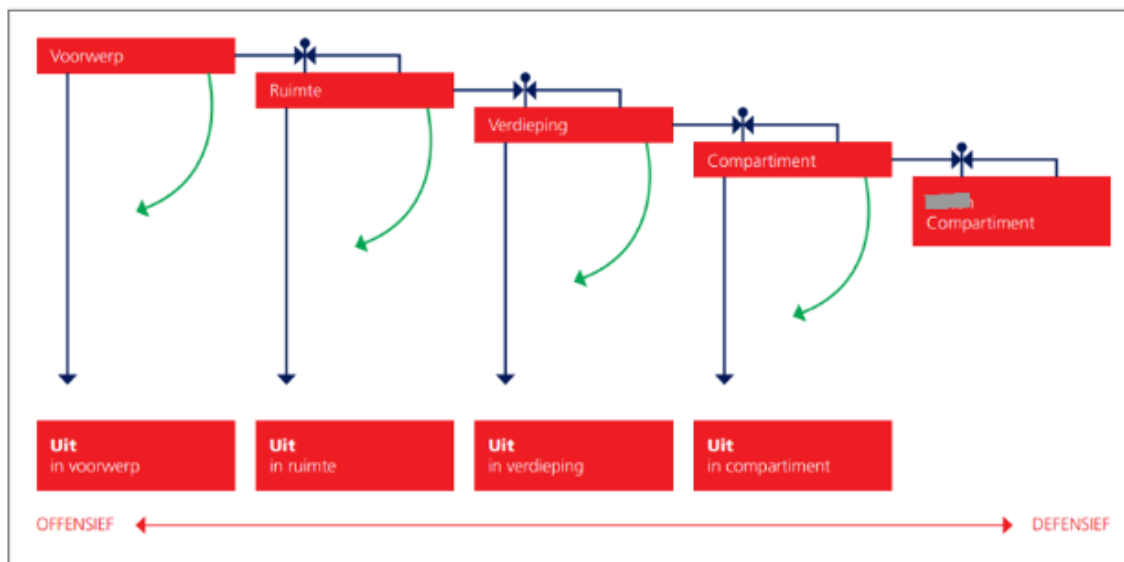 Voorwerp
Ruimte
Verdieping
Compartiment
Compartiment
Uit
in voorwerp
Uit
in ruimte
Uit
in verdieping
Uit
in compartiment
OFFENSIEF
DEFENSIEF